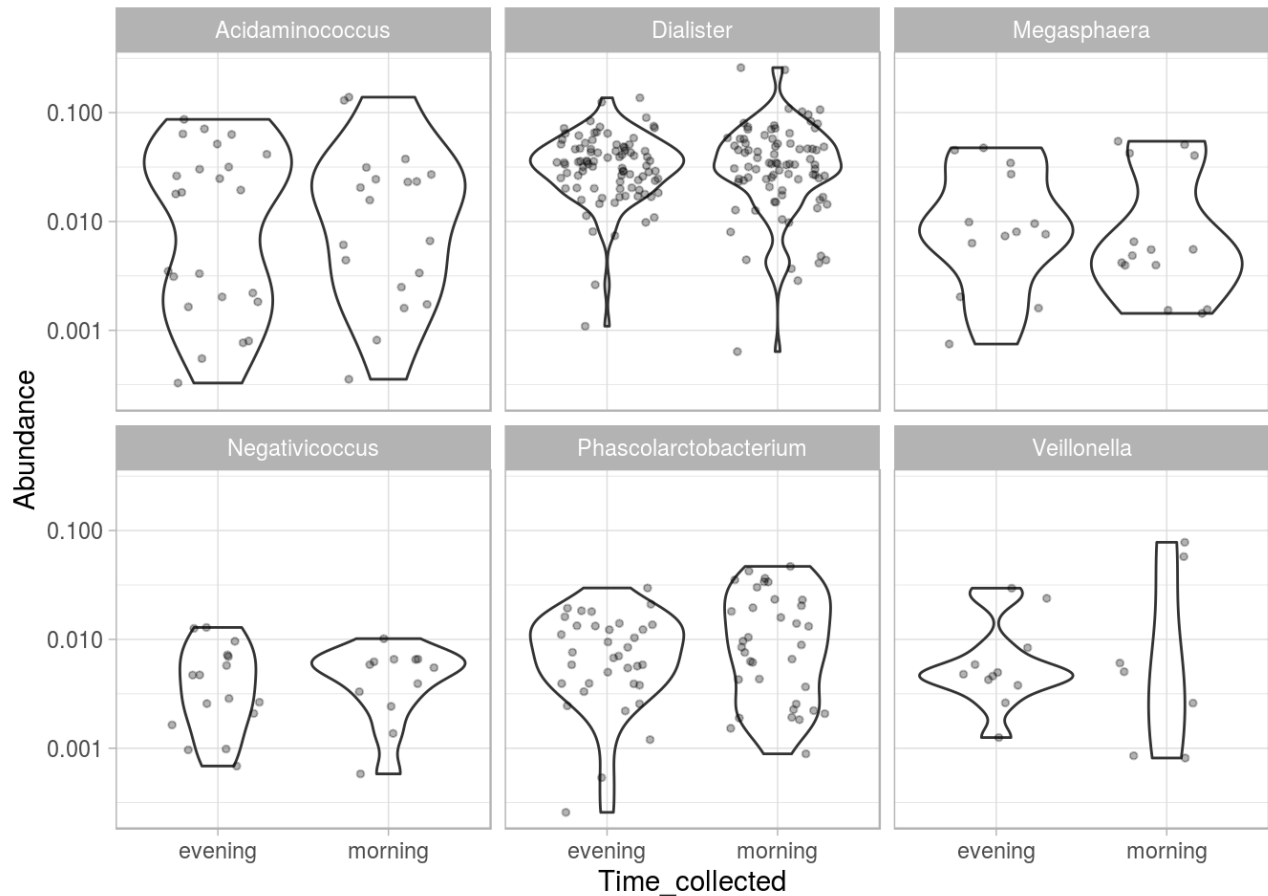 Acidaminococcus
Dialister
Megasphaera
0.100
0.010
0.001
Abundance
Negativicoccus
Phascolarctobacterium
Veillonella
0.100
0.010
0.001
evening
morning
evening
morning
evening
morning
Time_collected